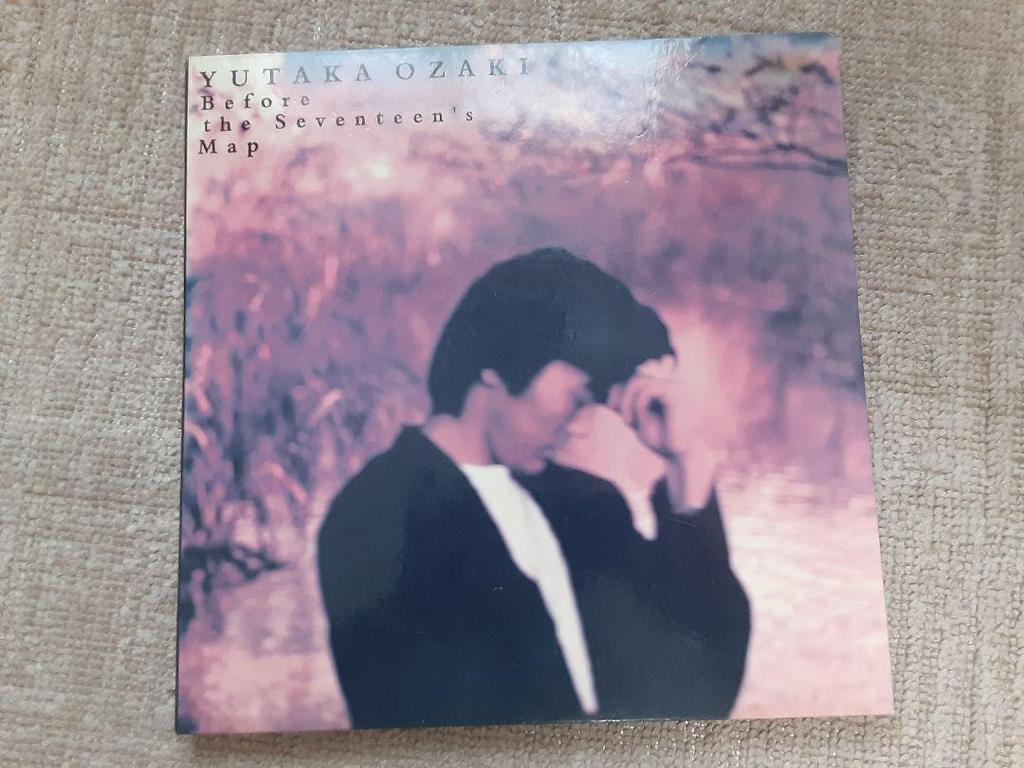 YUTAKA OZAKI
Before
the Seventeen's
Map